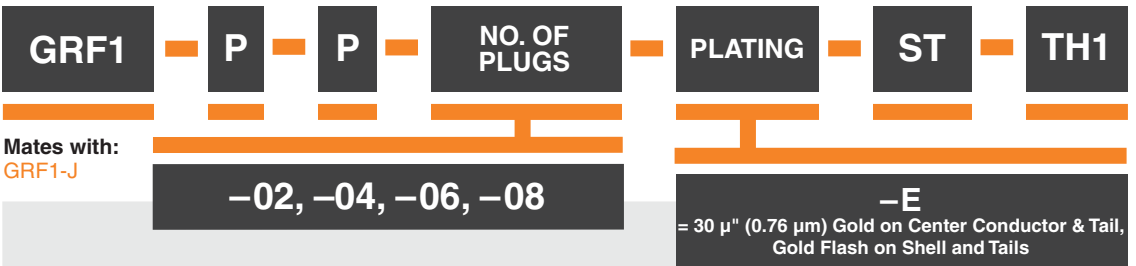 GRF1
P
P
NO. OF
PLUGS
PLATING
ST
TH1
Mates with:
GRF1-J
–02, –04, –06, –08
–E
= 30 µ" (0.76 µm) Gold on Center Conductor & Tail,
Gold Flash on Shell and Tails